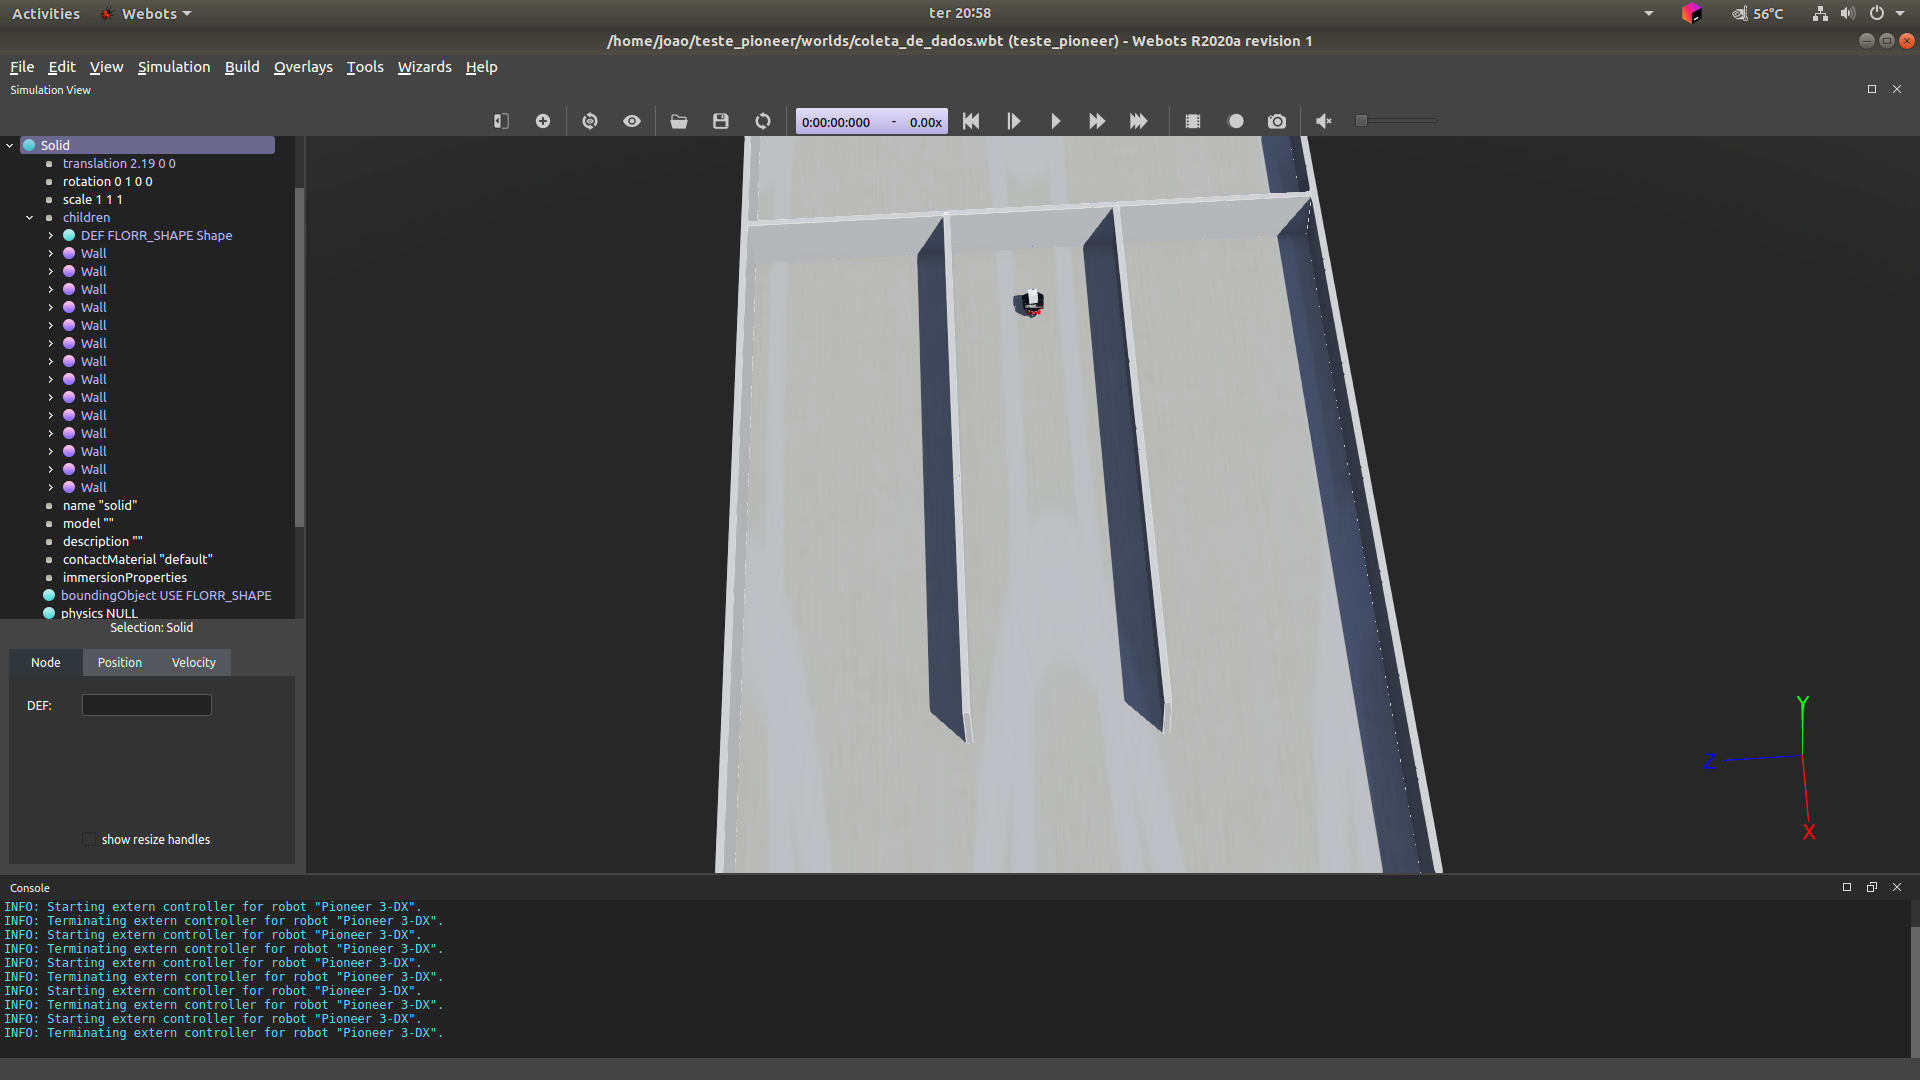 Activities Webots ter 20:58 56°C
/home/joao/teste_pioneer/worlds/coleta_de_dados.wbt (teste_pioneer) - Webots R2020a revision 1
File Edit View Simulation Build Overlays Tools Wizards Help
Simulation View
0:00:00:000 - 0.00x
Solid
translation 2.19 0 0
rotation 0 1 0 0
scale 1 1 1
children
DEF FLORR_SHAPE Shape
Wall
Wall
Wall
Wall
Wall
Wall
Wall
Wall
Wall
Wall
Wall
Wall
Wall
Wall
name "solid"
model ""
description ""
contactMaterial "default"
immersionProperties
boundingObject USE FLORR_SHAPE
physics NULL
Selection: Solid
Node Position Velocity
DEF:
show resize handles
Y
Z
X
Console
INFO: Starting extern controller for robot "Pioneer 3-DX".
INFO: Terminating extern controller for robot "Pioneer 3-DX".
INFO: Starting extern controller for robot "Pioneer 3-DX".
INFO: Terminating extern controller for robot "Pioneer 3-DX".
INFO: Starting extern controller for robot "Pioneer 3-DX".
INFO: Terminating extern controller for robot "Pioneer 3-DX".
INFO: Starting extern controller for robot "Pioneer 3-DX".
INFO: Terminating extern controller for robot "Pioneer 3-DX".
INFO: Starting extern controller for robot "Pioneer 3-DX".
INFO: Terminating extern controller for robot "Pioneer 3-DX".